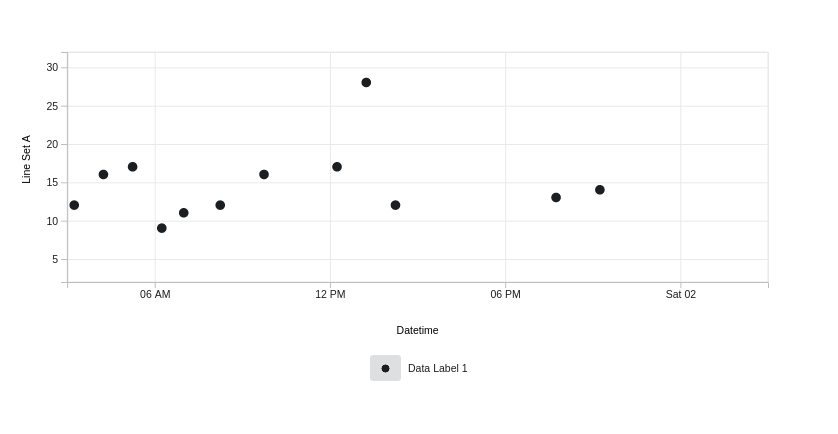 30
25
20
15
10
5
Line Set A
06 AM
12 PM
06 PM
Sat 02
Datetime
Data Label 1